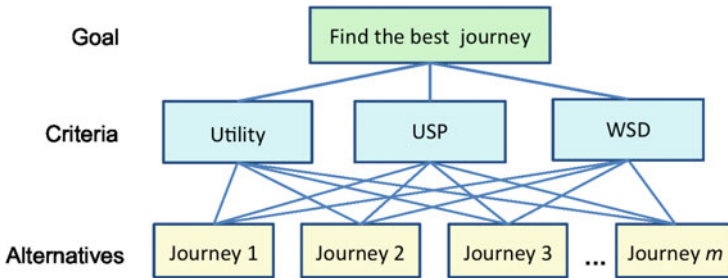 Goal
Find the best journey
Criteria
Utility
USP
WSD
Alternatives
Journey 1
Journey 2
Journey 3
...
Journey m